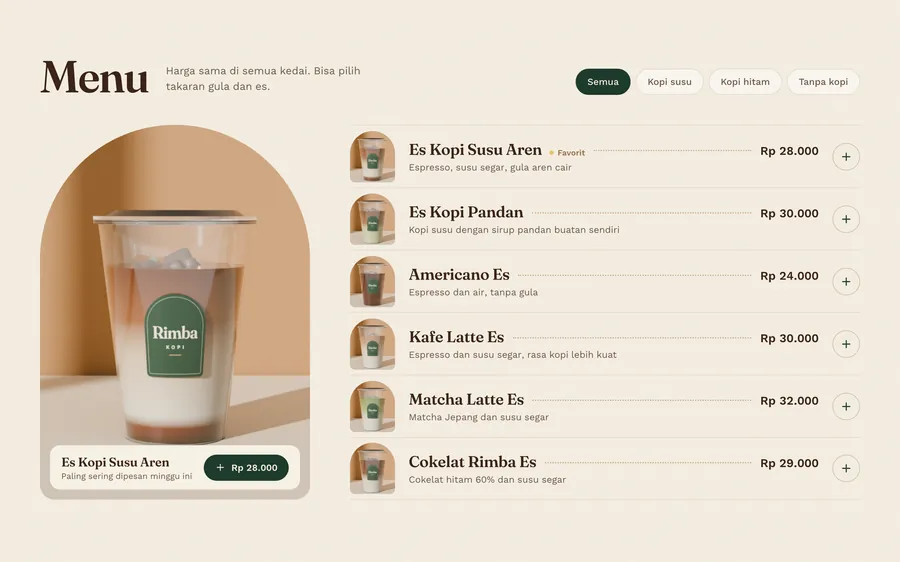 Menu
Harga sama di semua kedai. Bisa pilih
takaran gula dan es.
Semua
Kopi susu
Kopi hitam
Tanpa kopi
Rimba
KOPI
Es Kopi Susu Aren
Paling sering dipesan minggu ini
+ Rp 28.000
Es Kopi Susu Aren Favorit Rp 28.000 +
Espresso, susu segar, gula aren cair
Es Kopi Pandan Rp 30.000 +
Kopi susu dengan sirup pandan buatan sendiri
Americano Es Rp 24.000 +
Espresso dan air, tanpa gula
Kafe Latte Es Rp 30.000 +
Espresso dan susu segar, rasa kopi lebih kuat
Matcha Latte Es Rp 32.000 +
Matcha Jepang dan susu segar
Cokelat Rimba Es Rp 29.000 +
Cokelat hitam 60% dan susu segar